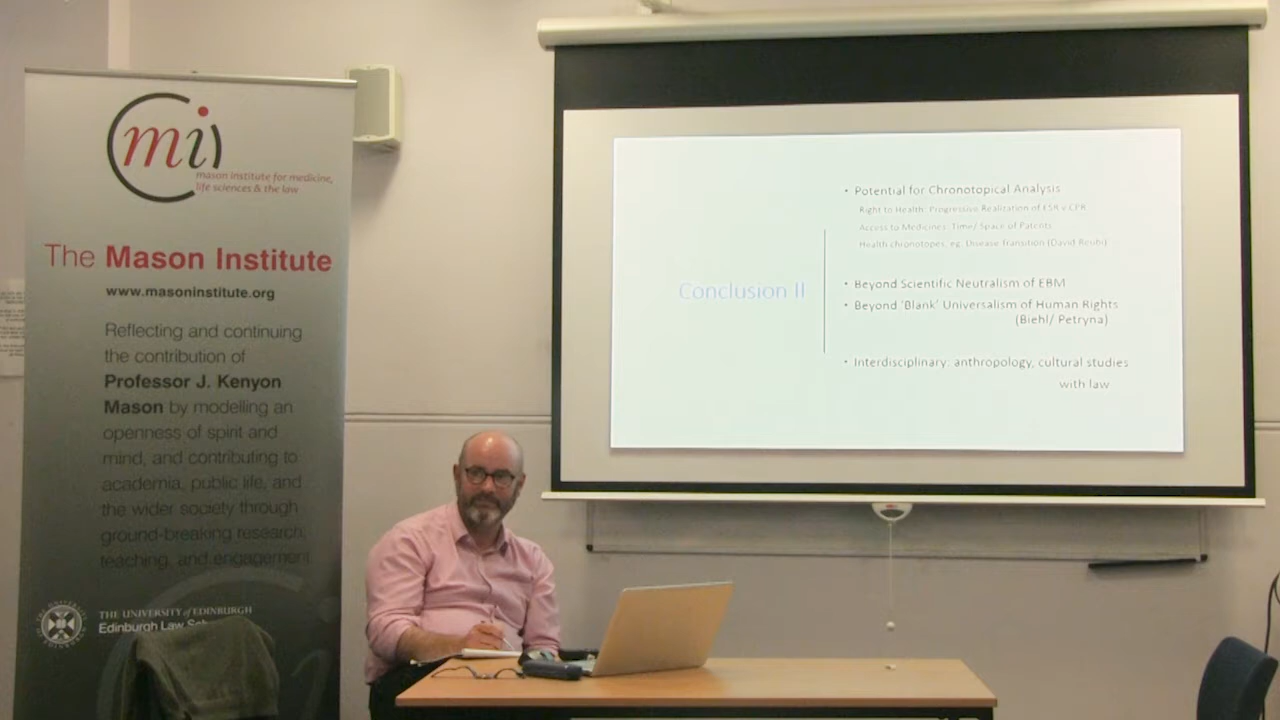 mi
mason institute for medicine,
life sciences & the law
The Mason Institute
www.masoninstitute.org
Reflecting and continuing
the contribution of
Professor J. Kenyon
Mason by modelling an
openness of spirit and
mind, and contributing to
academia, public life, and
the wider society through
ground-breaking research,
teaching, and engagement
THE UNIVERSITY of EDINBURGH
Edinburgh Law
Conclusion II
• Potential for Chronotopical Analysis
Right to Health: Progressive Realisation of ESR v CPR
Access to Medicines: Time/ Space of Patents
Health chronotopes, eg. Disease Transition (David Reubi)
• Beyond Scientific Neutralism of EBM
• Beyond 'Blank' Universalism of Human Rights
(Biehl/ Petryna)
• Interdisciplinary: anthropology, cultural studies
with law